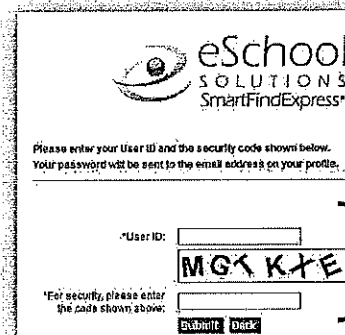 eSchool
SOLUTIONS
SmartFindExpress
Please enter your User ID and the security code shown below.
Your password will be sent to the email address on your profile.
*User ID:
MGT KXE
*For security, please enter
the code shown above:
Submit Back